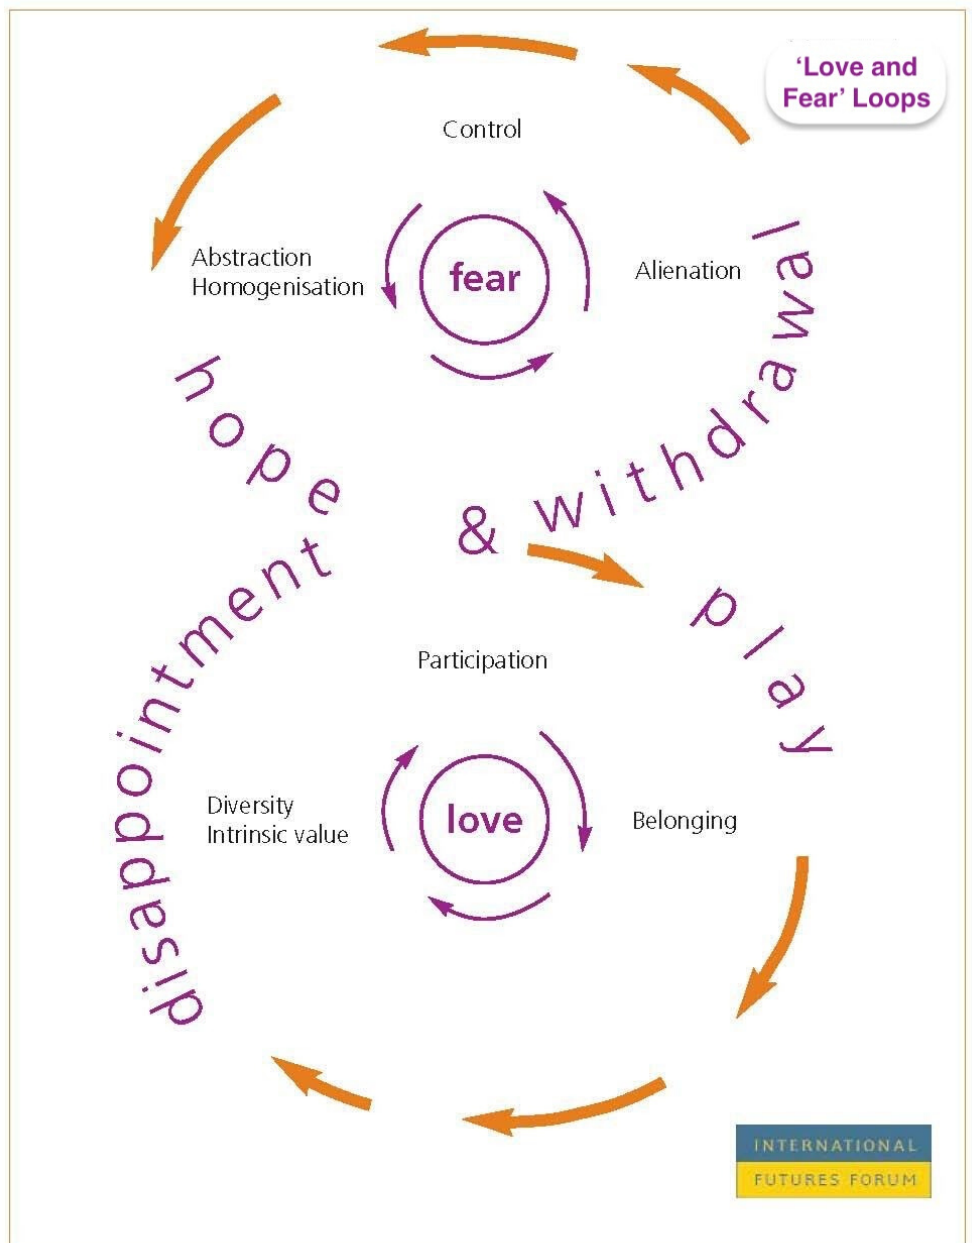 ‘Love and
Fear’ Loops
Control
Abstraction
Homogenisation
fear
Alienation
hope
& withdrawal
disappointment
play
Participation
Diversity
Intrinsic value
love
Belonging
INTERNATIONAL
FUTURES FORUM